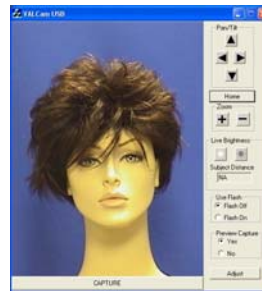 VALCam USB
Pan/Tilt
Home
Zoom
Live Brightness
Subject Distance
NA
Use Flash
Flash Off
Flash On
Preview Capture
Yes
No
Adjust
CAPTURE